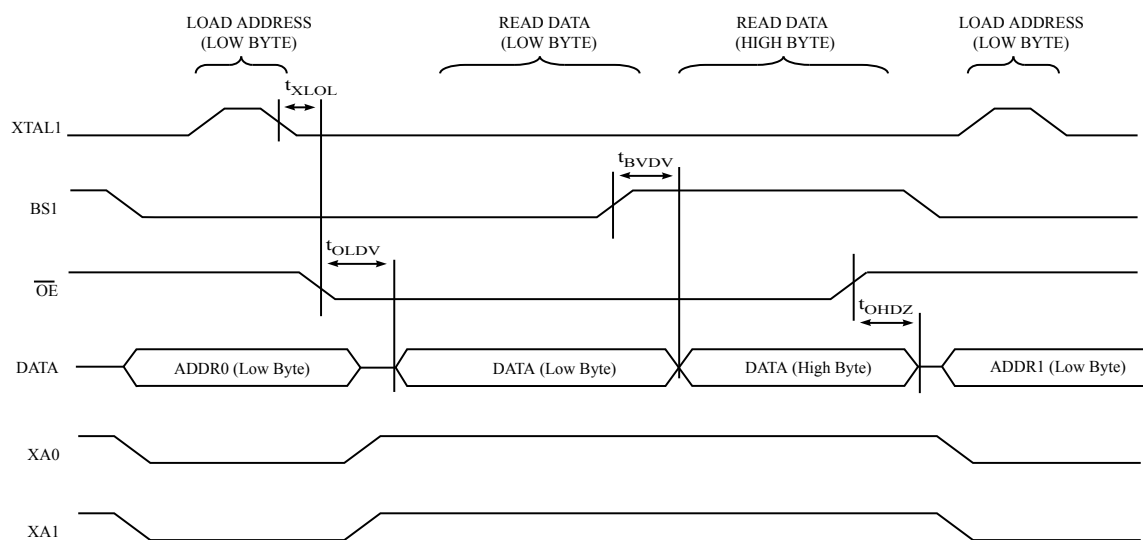 LOAD ADDRESS
(LOW BYTE)
READ DATA
(LOW BYTE)
READ DATA
(HIGH BYTE)
LOAD ADDRESS
(LOW BYTE)
tXLOL
XTAL1
tBVDV
BS1
tOLDV
OE
tOHDZ
DATA
ADDR0 (Low Byte)
DATA (Low Byte)
DATA (High Byte)
ADDR1 (Low Byte)
XA0
XA1